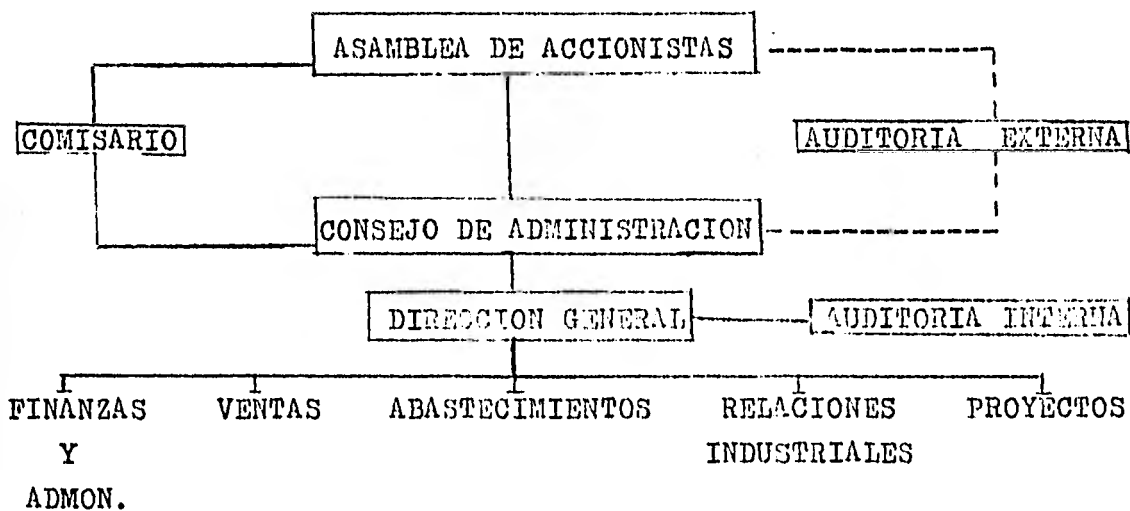 ASAMBLEA DE ACCIONISTAS
COMISARIO
AUDITORIA EXTERNA
CONSEJO DE ADMINISTRACION
DIRECCION GENERAL
AUDITORIA INTERNA
FINANZAS Y ADMON.
VENTAS
ABASTECIMIENTOS
RELACIONES INDUSTRIALES
PROYECTOS